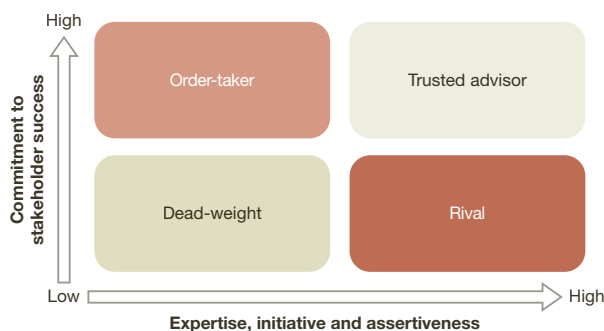 High
Order-taker
Trusted advisor
Commitment to
stakeholder success
Dead-weight
Rival
Low
High
Expertise, initiative and assertiveness